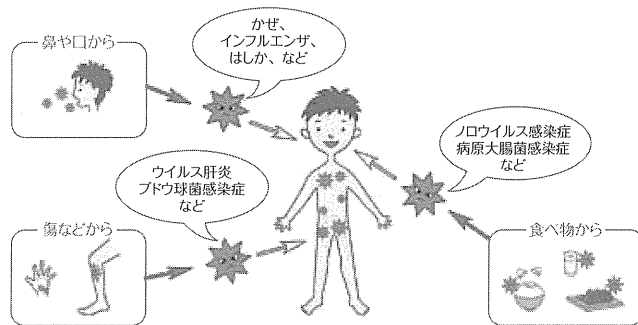 鼻や口から
かぜ、
インフルエンザ、
はしか、など
ノロウイルス感染症
病原大腸菌感染症
など
ウイルス肝炎
ブドウ球菌感染症
など
傷などから
食べ物から